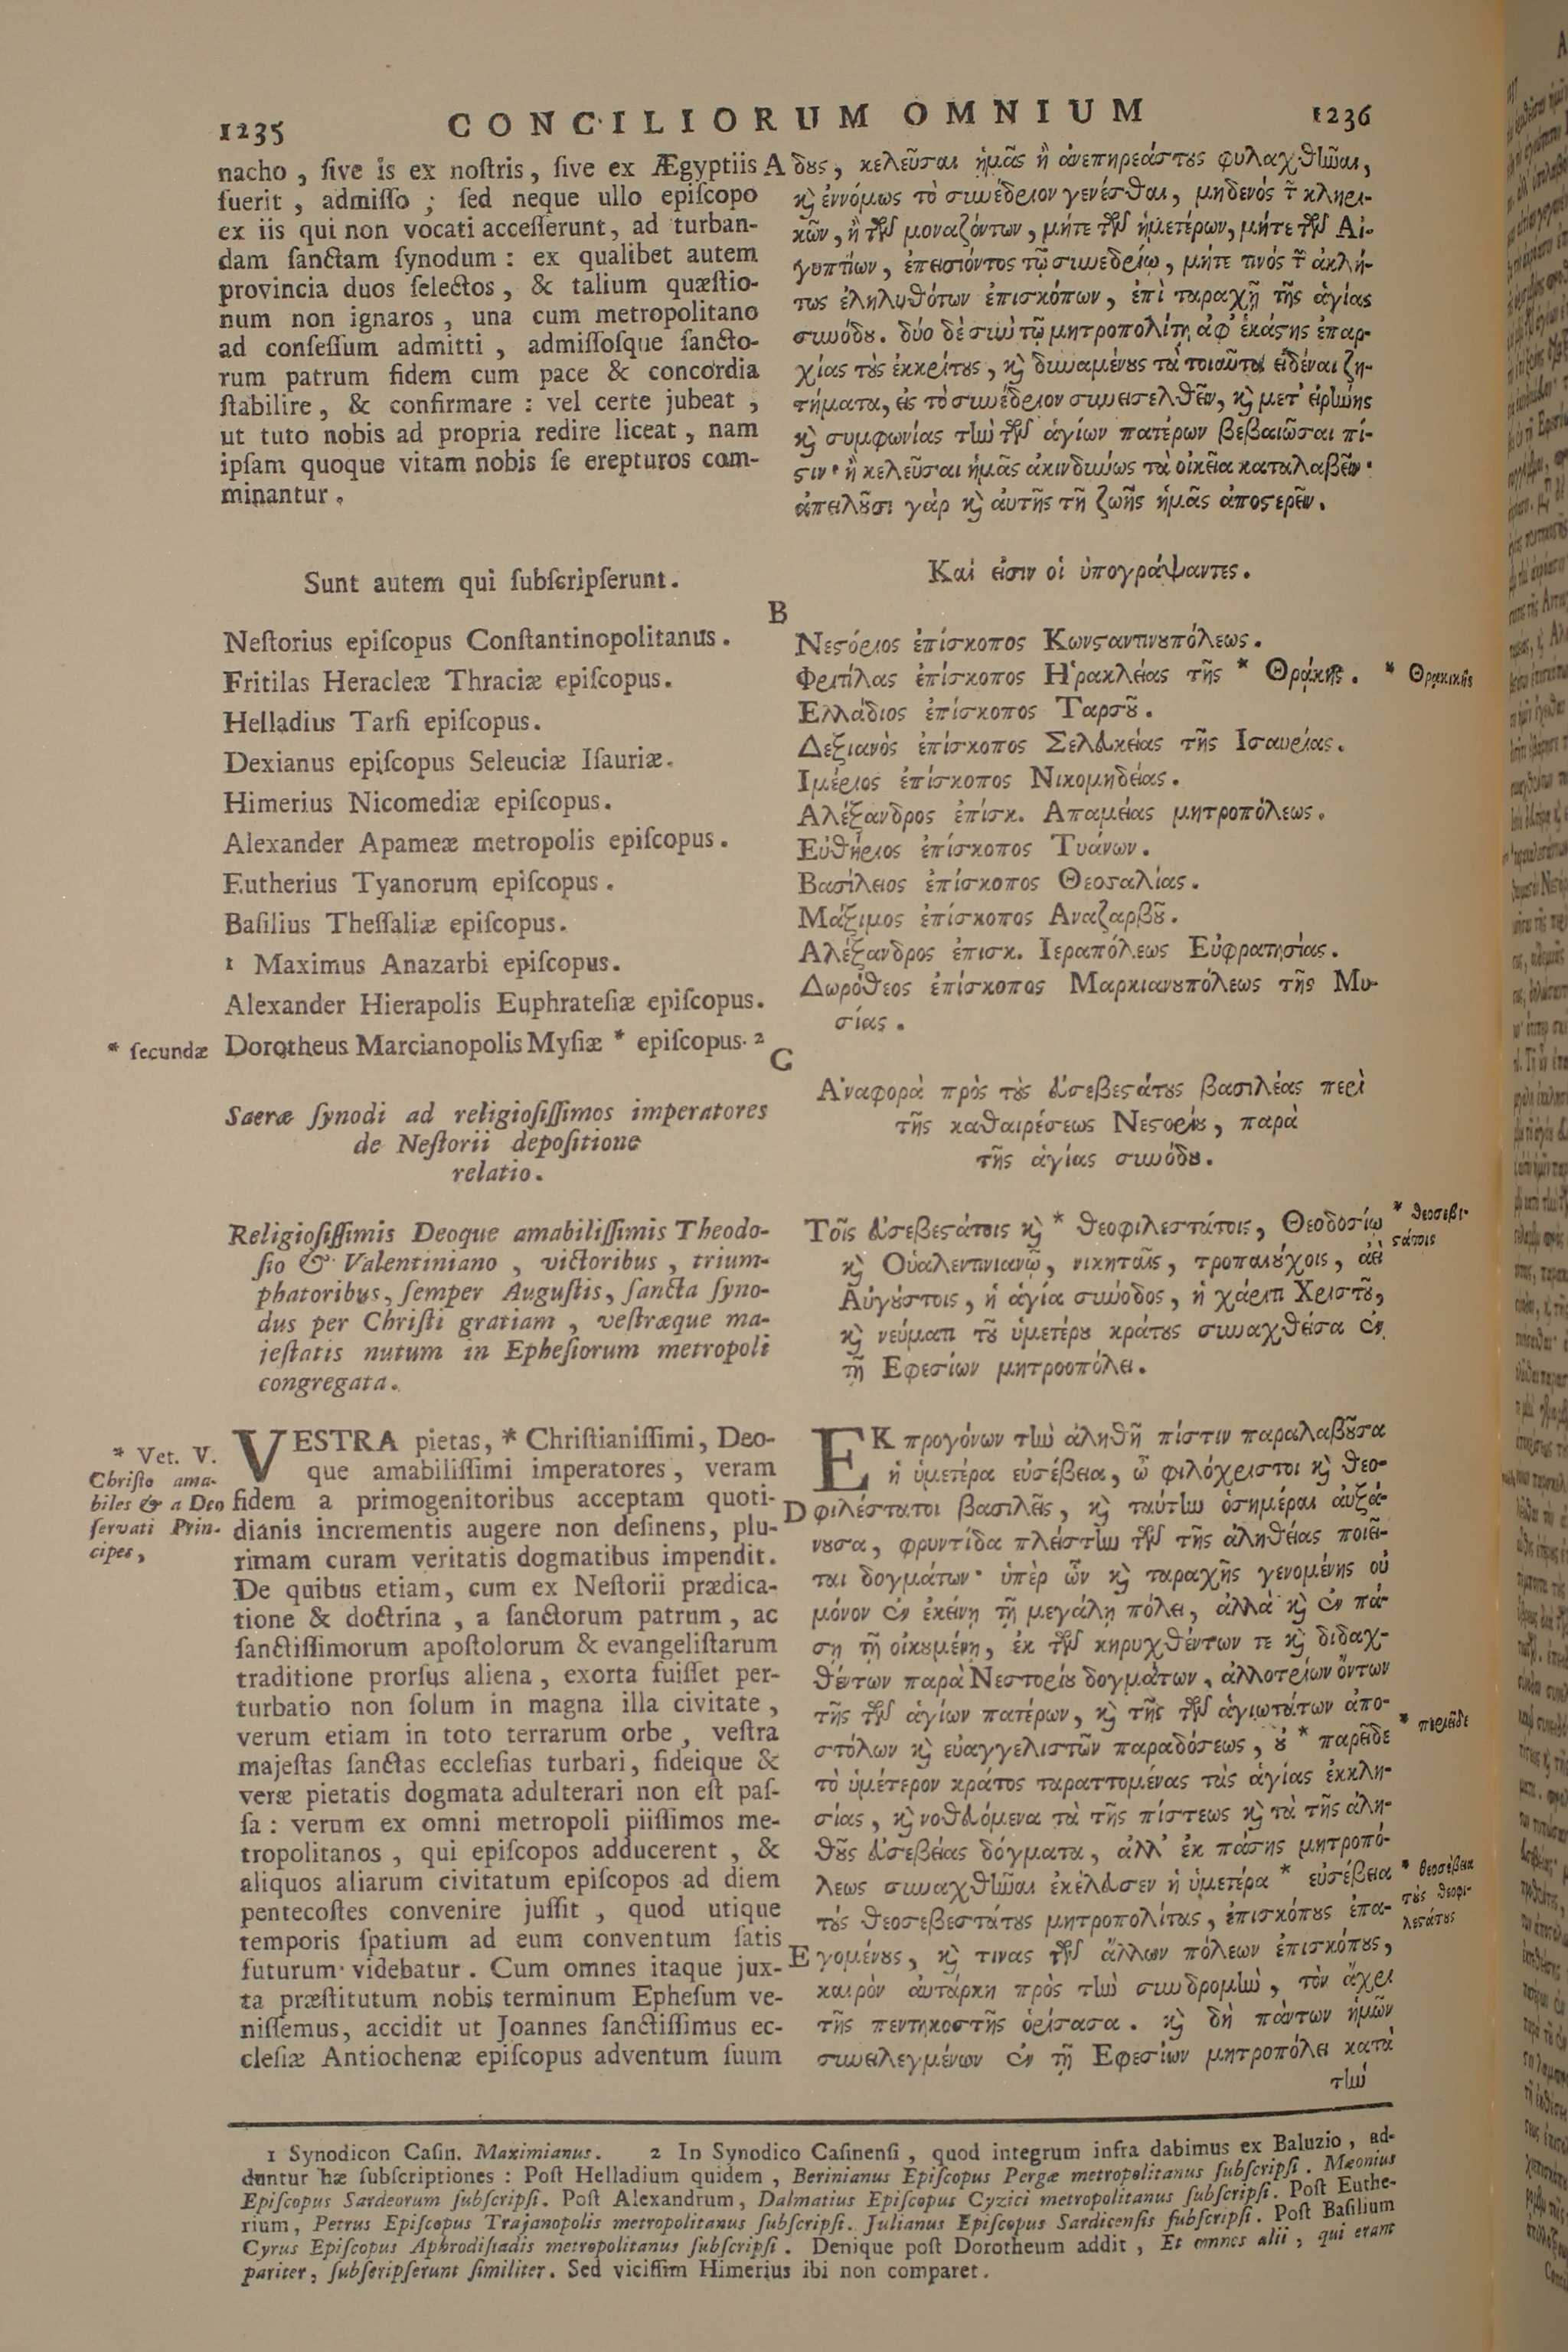 1235 CONCILIORUM OMNIUM 1236
nacho, ſive is ex noſtris, ſive ex Ægyptiis
fuerit, admiſſo; ſed neque ullo epiſcopo
ex iis qui non vocati acceſſerunt, ad turban-
dam ſanctam ſynodum: ex qualibet autem
provincia duos ſelectos, & talium quæſtio-
num non ignaros, una cum metropolitano
ad conſeſſum admitti, admiſſoſque ſancto-
rum patrum fidem cum pace & concordia
ſtabilire, & confirmare: vel certe jubeat,
ut tuto nobis ad propria redire liceat, nam
ipſam quoque vitam nobis ſe erepturos com-
minantur.
Sunt autem qui ſubſcripſerunt.
Neſtorius epiſcopus Conſtantinopolitanus.
Fritilas Heracleæ Thraciæ epiſcopus.
Helladius Tarſi epiſcopus.
Dexianus epiſcopus Seleuciæ Iſauriæ.
Himerius Nicomediæ epiſcopus.
Alexander Apameæ metropolis epiſcopus.
Eutherius Tyanorum epiſcopus.
Baſilius Theſſaliæ epiſcopus.
1 Maximus Anazarbi epiſcopus.
Alexander Hierapolis Euphrateſiæ epiſcopus.
* ſecundæ
Dorotheus Marcianopolis Myſiæ * epiſcopus. 2
Sacræ ſynodi ad religioſiſſimos imperatores
de Neſtorii depoſitione
relatio.
Religioſiſſimis Deoque amabiliſſimis Theodo-
ſio & Valentiniano, victoribus, trium-
phatoribus, ſemper Auguſtis, ſancta ſyno-
dus per Chriſti gratiam, veſtræque ma-
jeſtatis nutum in Epheſiorum metropoli
congregata.
* Vet. V.
Chriſto ama-
biles & a Deo
ſervati Prin-
cipes,
VESTRA pietas, * Chriſtianiſſimi, Deo-
que amabiliſſimi imperatores, veram
fidem a primogenitoribus acceptam quoti-
dianis incrementis augere non deſinens, plu-
rimam curam veritatis dogmatibus impendit.
De quibus etiam, cum ex Neſtorii prædica-
tione & doctrina, a ſanctorum patrum, ac
ſanctiſſimorum apoſtolorum & evangeliſtarum
traditione prorſus aliena, exorta fuiſſet per-
turbatio non ſolum in magna illa civitate,
verum etiam in toto terrarum orbe, veſtra
majeſtas ſanctas eccleſias turbari, fideique &
veræ pietatis dogmata adulterari non eſt paſ-
ſa: verum ex omni metropoli piiſſimos me-
tropolitanos, qui epiſcopos adducerent, &
aliquos aliarum civitatum epiſcopos ad diem
pentecoſtes convenire juſſit, quod utique
temporis ſpatium ad eum conventum ſatis
futurum videbatur. Cum omnes itaque jux-
ta præſtitutum nobis terminum Epheſum ve-
niſſemus, accidit ut Joannes ſanctiſſimus ec-
cleſiæ Antiochenæ epiſcopus adventum ſuum
A
B
C
D
E
δους, κελεῦσαι ἡμᾶς ἢ ἀνεπηρεάστους φυλαχθῆναι,
καὶ ἐννόμως τὸ συνέδριον γενέσθαι, μηδενός τῶν κληρι-
κῶν, ἢ τῶν μοναζόντων, μήτε τῶν ἡμετέρων, μήτε τῶν Αἰ-
γυπτίων, ἐπεισιόντος τῷ συνεδρίῳ, μήτε τινός τῶν ἀκλή-
τως ἐληλυθότων ἐπισκόπων, ἐπὶ ταραχῇ τῆς ἁγίας
συνόδου. δύο δὲ σὺν τῷ μητροπολίτῃ ἀφ' ἑκάστης ἐπαρ-
χίας τοὺς ἐκκρίτους, καὶ δυναμένους τὰ τοιαῦτα εἰδέναι ζη-
τήματα, εἰς τὸ συνέδριον συνεισελθεῖν, καὶ μετ' εἰρήνης
καὶ συμφωνίας τὴν τῶν ἁγίων πατέρων βεβαιῶσαι πί-
στιν· ἢ κελεῦσαι ἡμᾶς ἀκινδύνως τὰ οἰκεῖα καταλαβεῖν·
ἀπειλοῦσι γὰρ καὶ αὐτῆς τῆ ζωῆς ἡμᾶς ἀποστερεῖν.
Καί εἰσιν οἱ ὑπογράψαντες.
Νεστόριος ἐπίσκοπος Κωνσταντινουπόλεως.
Φριτίλας ἐπίσκοπος Ηρακλείας τῆς * Θράκης.
* Θρακικῆς
Ελλάδιος ἐπίσκοπος Ταρσοῦ.
Δεξιανὸς ἐπίσκοπος Σελευκείας τῆς Ισαυρίας.
Ιμέριος ἐπίσκοπος Νικομηδείας.
Αλέξανδρος ἐπίσκ. Απαμείας μητροπόλεως.
Εὐθήριος ἐπίσκοπος Τυάνων.
Βασίλειος ἐπίσκοπος Θεσσαλίας.
Μάξιμος ἐπίσκοπος Αναζαρβοῦ.
Αλέξανδρος ἐπισκ. Ιεραπόλεως Εὐφρατησίας.
Δωρόθεος ἐπίσκοπος Μαρκιανουπόλεως τῆς Μυ-
σίας.
Ἀναφορὰ πρὸς τοὺς εὐσεβεστάτους βασιλέας περὶ
τῆς καθαιρέσεως Νεστορίου, παρὰ
τῆς ἁγίας συνόδου.
Τοῖς εὐσεβεστάτοις καὶ * θεοφιλεστάτοις, Θεοδοσίῳ
* θεοσεβε-
στάτοις
καὶ Οὐαλεντινιανῷ, νικηταῖς, τροπαιούχοις, ἀεὶ
Αὐγούστοις, ἡ ἁγία σύνοδος, ἡ χάριτι Χριστοῦ,
καὶ νεύματι τοῦ ὑμετέρου κράτους συναχθεῖσα ἐν
τῇ Εφεσίων μητροοπόλει.
ΕΚ προγόνων τὴν ἀληθῆ πίστιν παραλαβοῦσα
ἡ ὑμετέρα εὐσέβεια, ὦ φιλόχριστοι καὶ θεο-
φιλέστατοι βασιλεῖς, καὶ ταύτην ὁσημέραι αὐξά-
νουσα, φρυντίδα πλείστην τῶν τῆς ἀληθείας ποιεῖ-
ται δογμάτων· ὑπὲρ ὧν καὶ ταραχῆς γενομένης οὐ
μόνον ἐν ἐκείνῃ τῇ μεγάλῃ πόλει, ἀλλὰ καὶ ἐν πά-
σῃ τῇ οἰκουμένῃ, ἐκ τῶν κηρυχθέντων τε καὶ διδαχ-
θέντων παρὰ Νεστορίου δογμάτων, ἀλλοτρίων ὄντων
τῆς τῶν ἁγίων πατέρων, καὶ τῆς τῶν ἁγιωτάτων ἀπο-
στόλων καὶ εὐαγγελιστῶν παραδόσεως, οὐ * παρεῖδε
* περιεῖδε
τὸ ὑμέτερον κράτος ταραττομένας τὰς ἁγίας ἐκκλη-
σίας, καὶ νοθευόμενα τὰ τῆς πίστεως καὶ τὰ τῆς ἀλη-
θοῦς εὐσεβείας δόγματα, ἀλλ' ἐκ πάσης μητροπό-
λεως συναχθῆναι ἐκέλευσεν ἡ ὑμετέρα * εὐσέβεια
* θεοσέβεια
τοὺς θεοφι-
λεστάτους
τοὺς θεοσεβεστάτους μητροπολίτας, ἐπισκόπους ἐπα-
γομένους, καὶ τινας τῶν ἄλλων πόλεων ἐπισκόπους,
καιρὸν αὐτάρκη πρὸς τὴν συνδρομὴν, τὸν ἄχρι
τῆς πεντηκοστῆς ὁρίσασα. καὶ δὴ πάντων ἡμῶν
συνειλεγμένων ἐν τῇ Εφεσίων μητροπόλει κατὰ
τὴν
1 Synodicon Caſin. Maximianus. 2 In Synodico Caſinenſi, quod integrum infra dabimus ex Baluzio, ad-
duntur hæ ſubſcriptiones: Poſt Helladium quidem, Berinianus Epiſcopus Pergæ metropolitanus ſubſcripſi. Mæonius
Epiſcopus Sardeorum ſubſcripſi. Poſt Alexandrum, Dalmatius Epiſcopus Cyzici metropolitanus ſubſcripſi. Poſt Euthe-
rium, Petrus Epiſcopus Trajanopolis metropolitanus ſubſcripſi. Julianus Epiſcopus Sardicenſis ſubſcripſi. Poſt Baſilium
Cyrus Epiſcopus Aphrodiſiadis metropolitanus ſubſcripſi. Denique poſt Dorotheum addit, Et omnes alii, qui erant
pariter, ſubſcripſerunt ſimiliter. Sed viciſſim Himerius ibi non comparet.